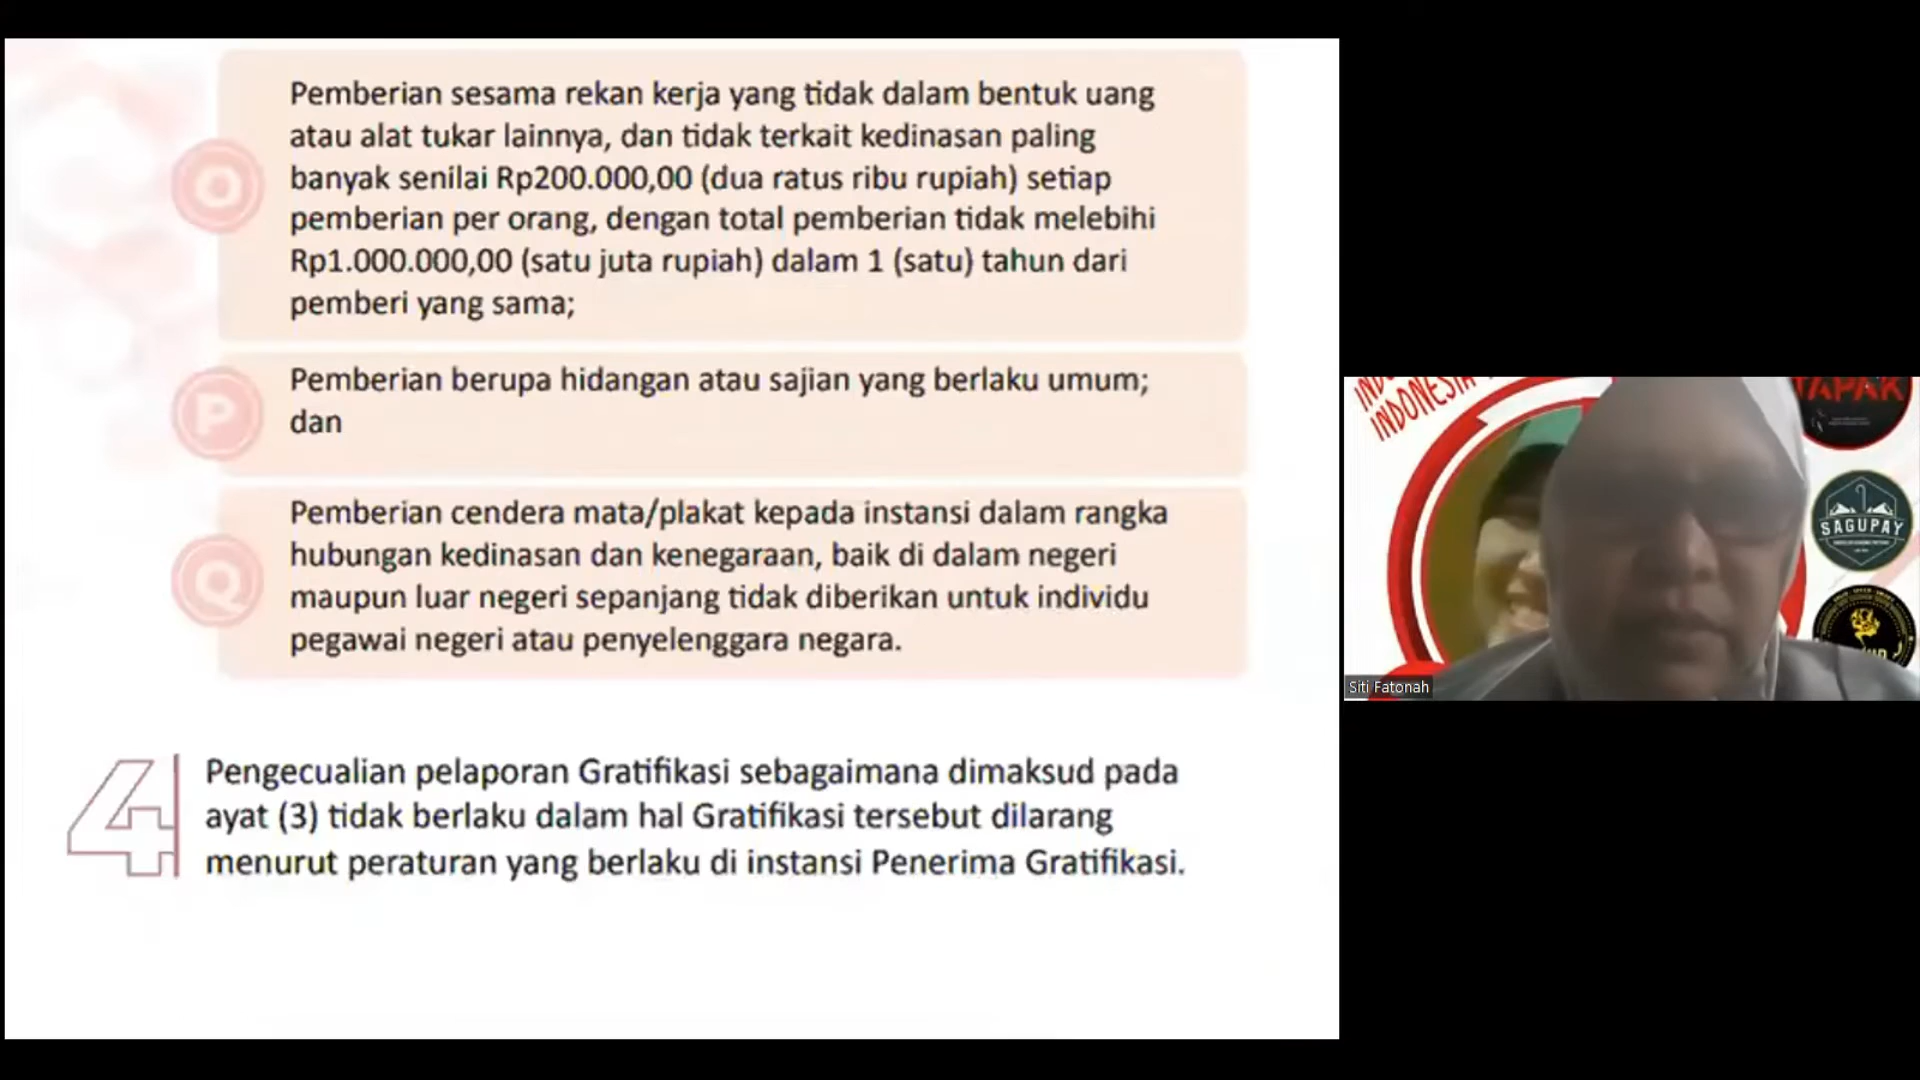 O
Pemberian sesama rekan kerja yang tidak dalam bentuk uang
atau alat tukar lainnya, dan tidak terkait kedinasan paling
banyak senilai Rp200.000,00 (dua ratus ribu rupiah) setiap
pemberian per orang, dengan total pemberian tidak melebihi
Rp1.000.000,00 (satu juta rupiah) dalam 1 (satu) tahun dari
pemberi yang sama;
P
Pemberian berupa hidangan atau sajian yang berlaku umum;
dan
Q
Pemberian cendera mata/plakat kepada instansi dalam rangka
hubungan kedinasan dan kenegaraan, baik di dalam negeri
maupun luar negeri sepanjang tidak diberikan untuk individu
pegawai negeri atau penyelenggara negara.
4
Pengecualian pelaporan Gratifikasi sebagaimana dimaksud pada
ayat (3) tidak berlaku dalam hal Gratifikasi tersebut dilarang
menurut peraturan yang berlaku di instansi Penerima Gratifikasi.
INDONESIA
TAPAK
SAGUPAY
Siti Fatonah